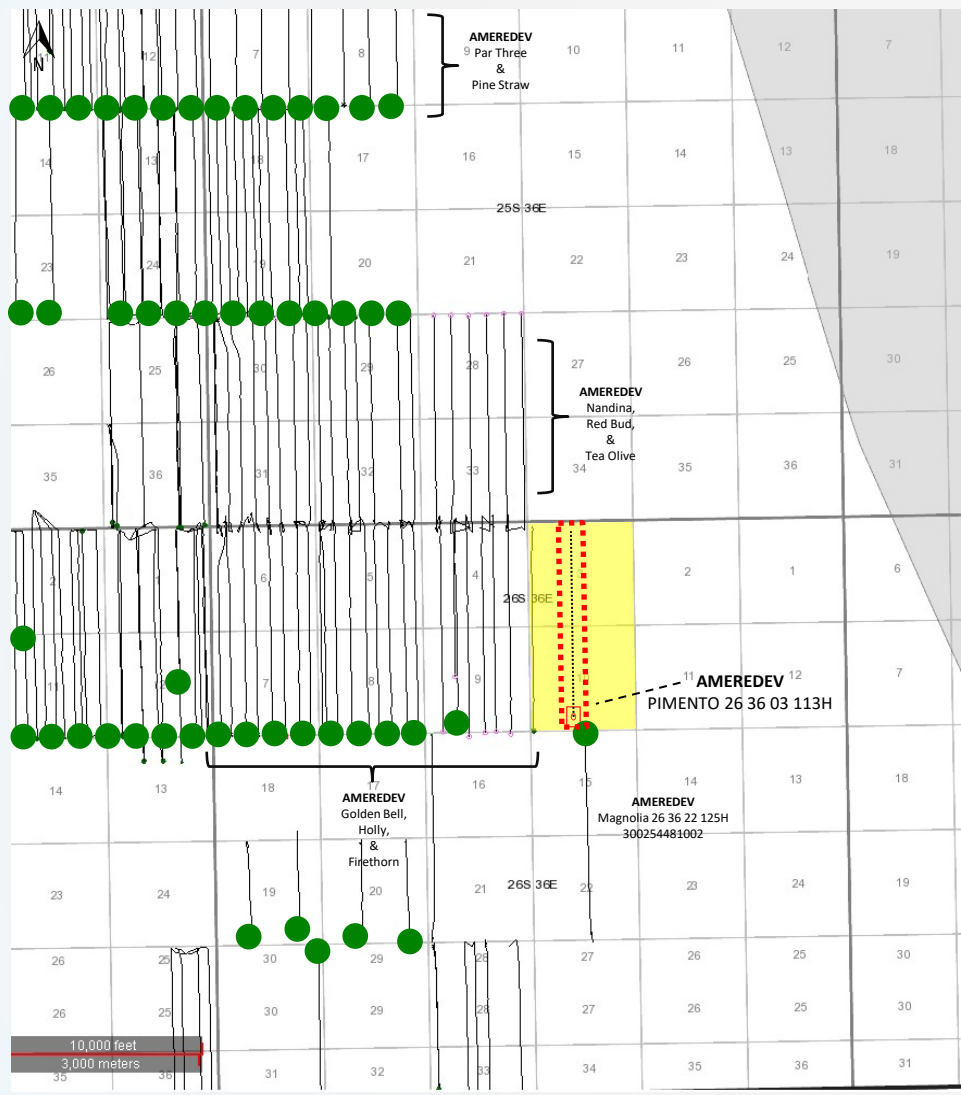 11 12 7 8 9 10 11 12 7
N
AMEREDEV
Par Three
&
Pine Straw
14 13 18 17 16 15 14 13 18
25S 36E
23 24 19 20 21 22 23 24 19
26 25 30 29 28 27 26 25 30
AMEREDEV
Nandina,
Red Bud,
&
Tea Olive
35 36 31 32 33 34 35 36 31
2 1 6 5 4 3 2 1 6
26S 36E
11 12 7 8 9 10 11 12 7
AMEREDEV
PIMENTO 26 36 03 113H
14 13 18 17 16 15 14 13 18
AMEREDEV
Golden Bell,
Holly,
&
Firethorn
AMEREDEV
Magnolia 26 36 22 125H
300254481002
23 24 19 20 21 22 23 24 19
26S 36E
26 25 30 29 28 27 26 25 30
26 25 30 29 28 27 26 25 30
10,000 feet
3,000 meters
35 36 31 32 33 34 35 36 31